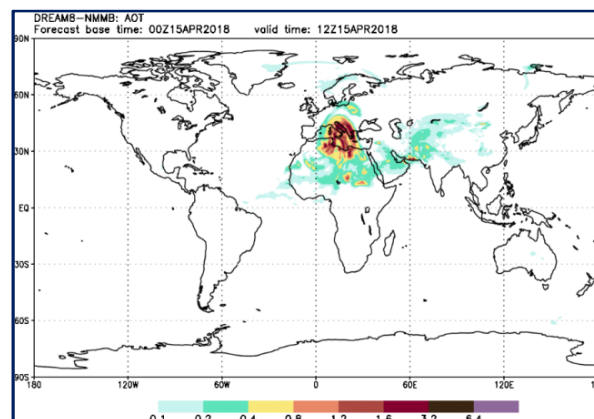 DREAM8-NMMB: AOT
Forecast base time: 00Z15APR2018 valid time: 12Z15APR2018
90N
60N
30N
EQ
30S
60S
90S
180 120W 60W 0 60E 120E
0.1 0.2 0.4 0.8 1.2 1.6 3.2 6.4